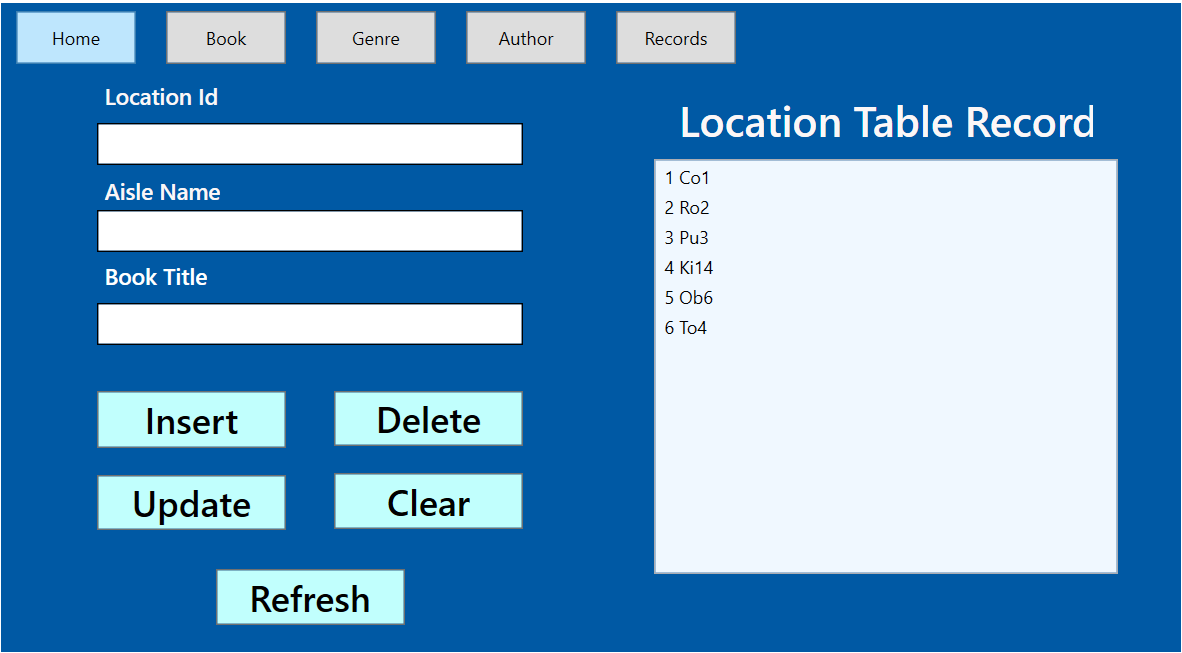 Home Book Genre Author Records
Location Id
Aisle Name
Book Title
Insert Delete
Update Clear
Refresh
Location Table Record
1 Co1
2 Ro2
3 Pu3
4 Ki14
5 Ob6
6 To4